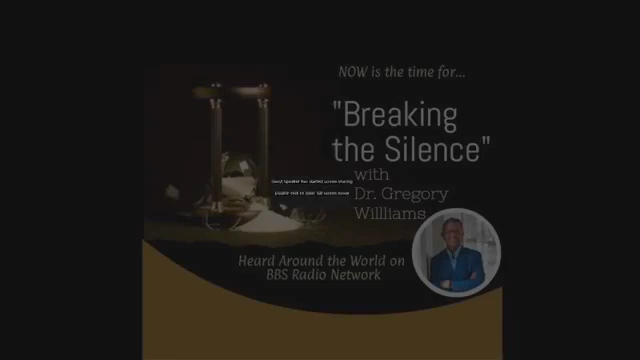 NOW is the time for...
"Breaking
the Silence"
with
Dr. Gregory
Willliams
Heard Around the World on
BBS Radio Network